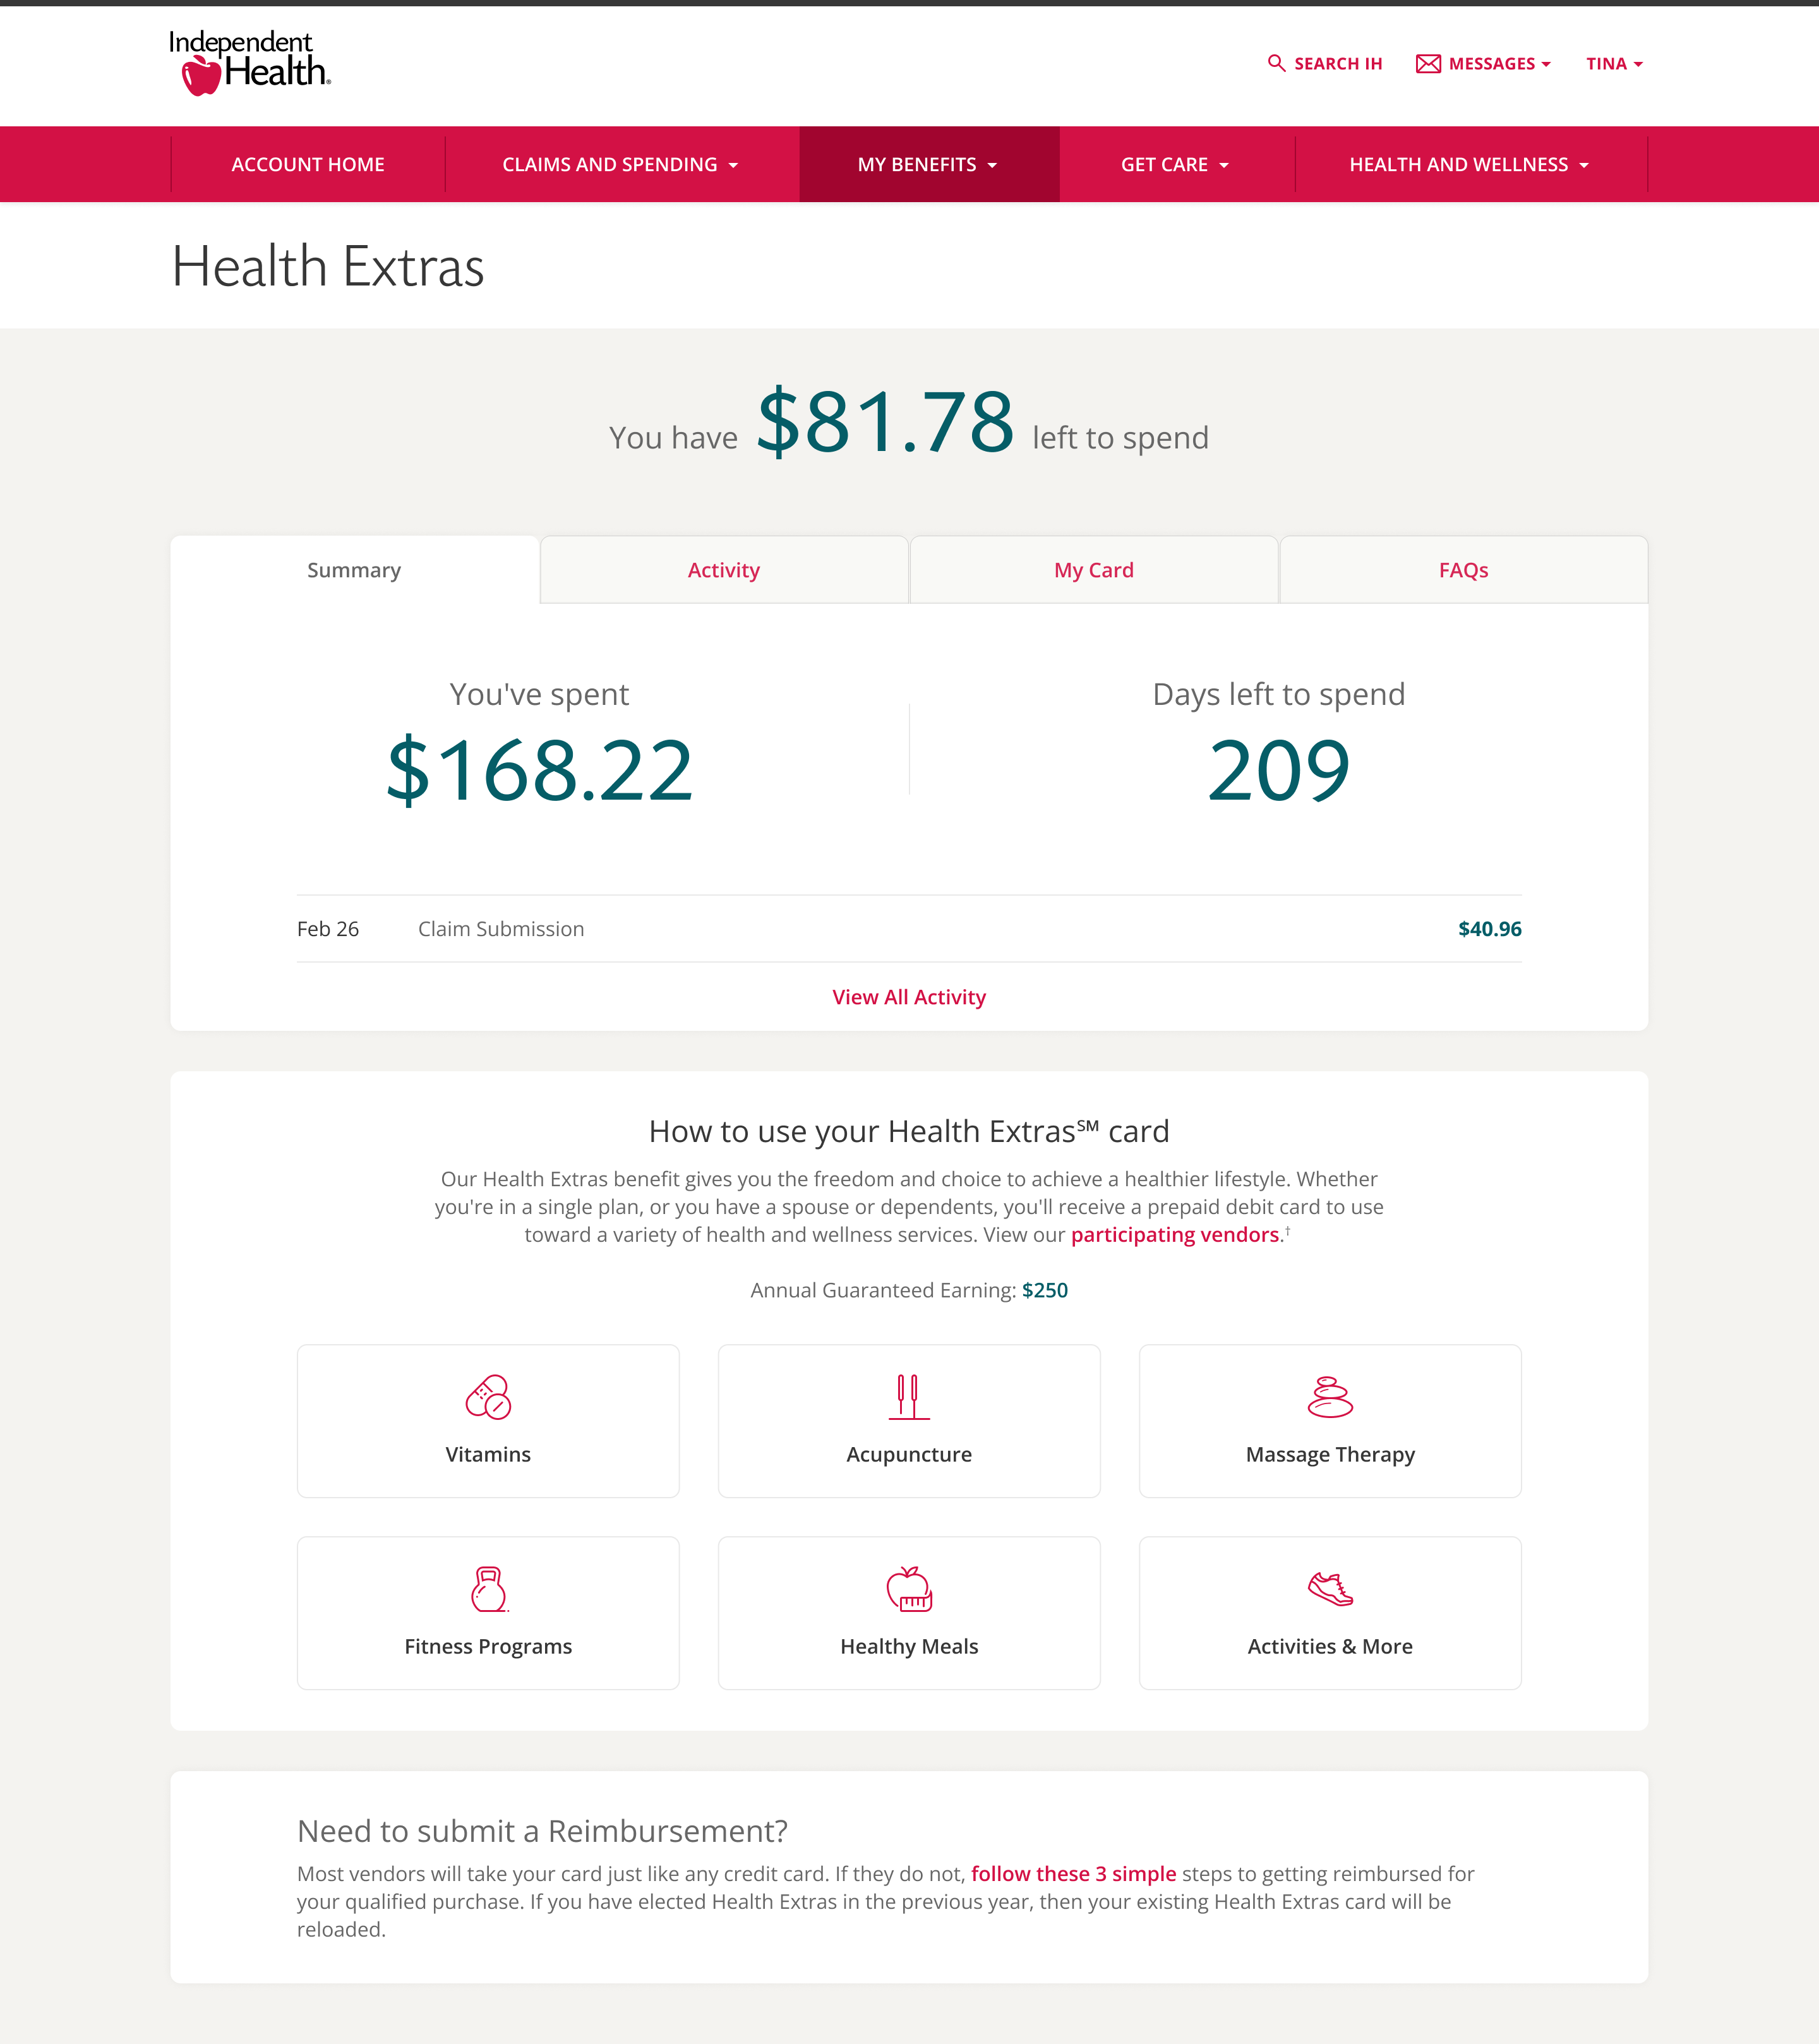 Independent
Health®
SEARCH IH
MESSAGES
TINA
ACCOUNT HOME
CLAIMS AND SPENDING
MY BENEFITS
GET CARE
HEALTH AND WELLNESS
Health Extras
You have $81.78 left to spend
Summary
Activity
My Card
FAQs
You've spent
$168.22
Days left to spend
209
Feb 26 Claim Submission $40.96
View All Activity
How to use your Health Extras℠ card
Our Health Extras benefit gives you the freedom and choice to achieve a healthier lifestyle. Whether
you're in a single plan, or you have a spouse or dependents, you'll receive a prepaid debit card to use
toward a variety of health and wellness services. View our participating vendors.†
Annual Guaranteed Earning: $250
Vitamins
Acupuncture
Massage Therapy
Fitness Programs
Healthy Meals
Activities & More
Need to submit a Reimbursement?
Most vendors will take your card just like any credit card. If they do not, follow these 3 simple steps to getting reimbursed for
your qualified purchase. If you have elected Health Extras in the previous year, then your existing Health Extras card will be
reloaded.